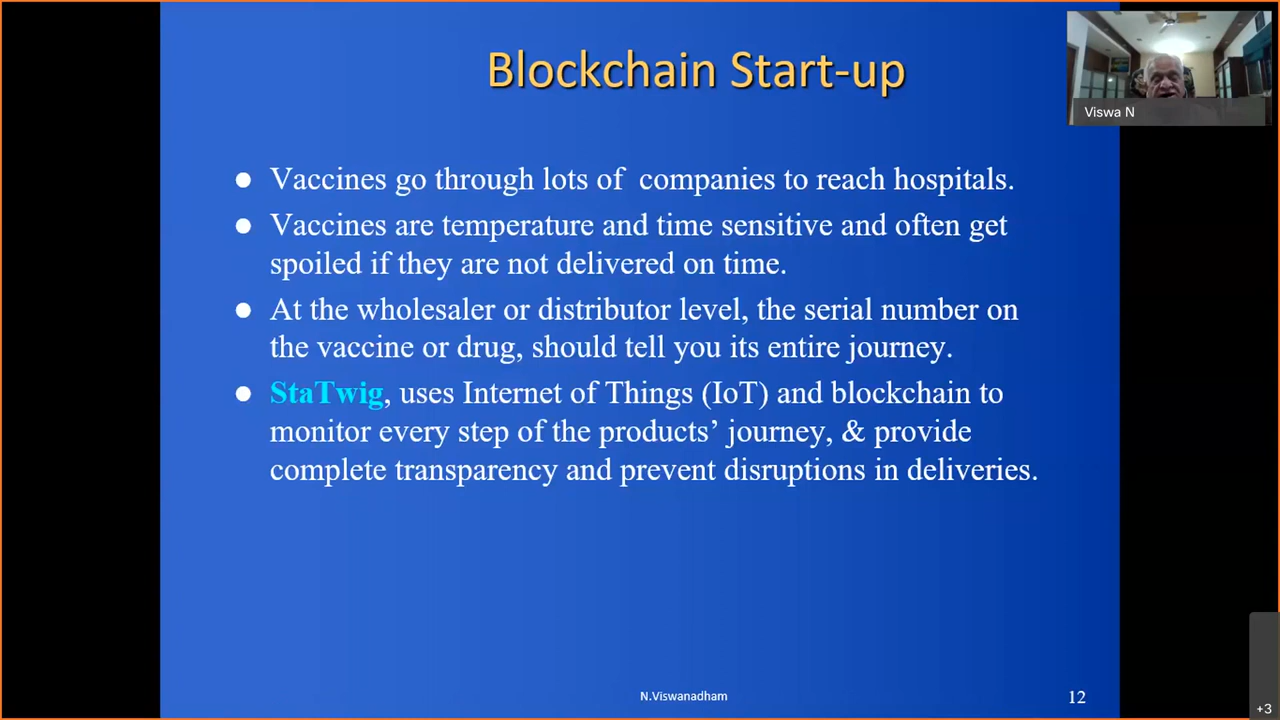 Blockchain Start-up
Viswa N
● Vaccines go through lots of companies to reach hospitals.
● Vaccines are temperature and time sensitive and often get
spoiled if they are not delivered on time.
● At the wholesaler or distributor level, the serial number on
the vaccine or drug, should tell you its entire journey.
● StaTwig, uses Internet of Things (IoT) and blockchain to
monitor every step of the products’ journey, & provide
complete transparency and prevent disruptions in deliveries.
N.Viswanadham
12
+3